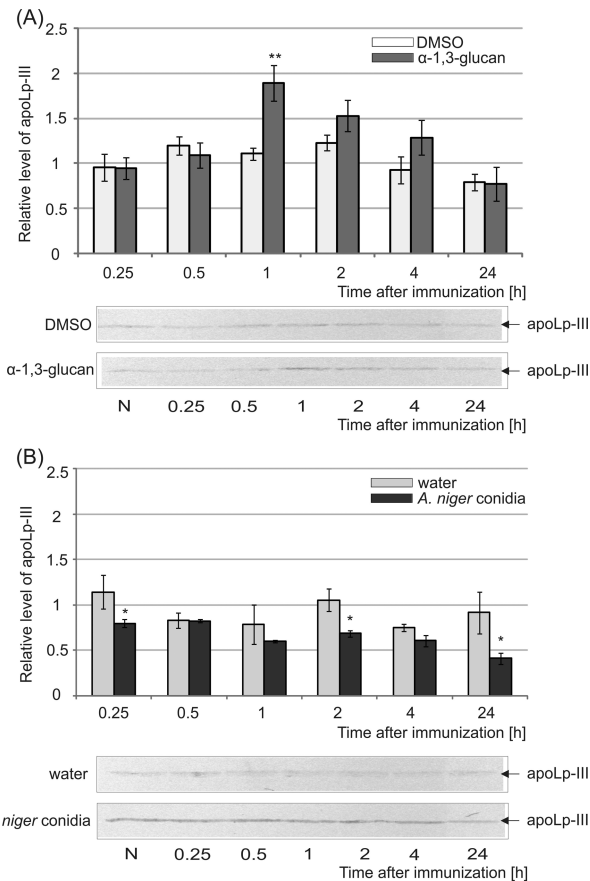 (A)
2.5
DMSO
α-1,3-glucan
**
2
1.5
1
0.5
0
Relative level of apoLp-III
0.25 0.5 1 2 4 24
Time after immunization [h]
DMSO apoLp-III
α-1,3-glucan apoLp-III
N 0.25 0.5 1 2 4 24
Time after immunization [h]
(B)
2.5
water
A. niger conidia
2
1.5
1
0.5
0
* * *
Relative level of apoLp-III
0.25 0.5 1 2 4 24
Time after immunization [h]
water apoLp-III
niger conidia apoLp-III
N 0.25 0.5 1 2 4 24
Time after immunization [h]